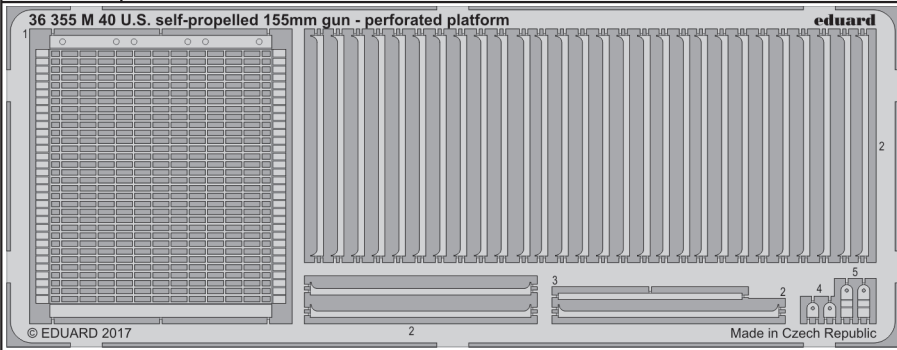 36 355 M 40 U.S. self-propelled 155mm gun - perforated platform
eduard
1
2
3
2
4
5
2
© EDUARD 2017
Made in Czech Republic